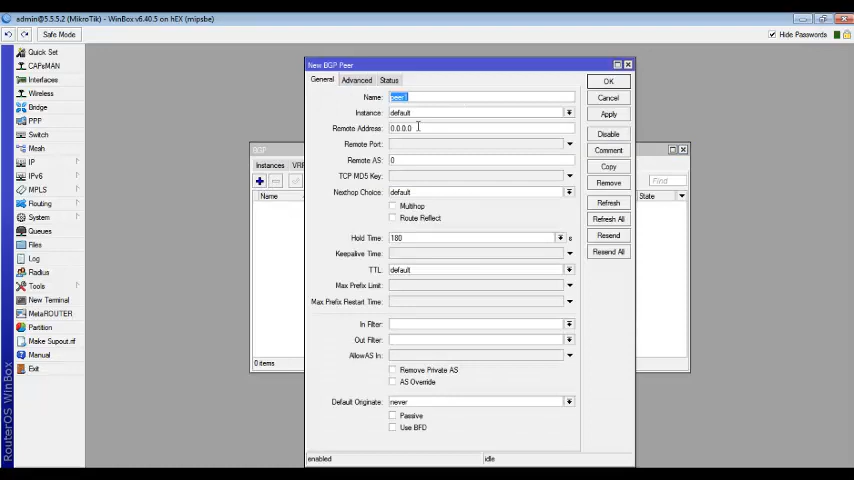 admin@5.5.5.2 (MikroTik) - WinBox v6.40.5 on hEX (mipsbe)
Safe Mode
Hide Passwords
Quick Set
CAPsMAN
Interfaces
Wireless
Bridge
PPP
Switch
Mesh
IP
IPv6
MPLS
Routing
System
Queues
Files
Log
Radius
Tools
New Terminal
MetaROUTER
Partition
Make Supout.rif
Manual
Exit
RouterOS WinBox
BGP
Instances VRF
Name
0 items
Find
State
New BGP Peer
General Advanced Status
Name: peer1
Instance: default
Remote Address: 0.0.0.0
Remote Port:
Remote AS: 0
TCP MD5 Key:
Nexthop Choice: default
Multihop
Route Reflect
Hold Time: 180 s
Keepalive Time:
TTL: default
Max Prefix Limit:
Max Prefix Restart Time:
In Filter:
Out Filter:
AllowAS In:
Remove Private AS
AS Override
Default Originate: never
Passive
Use BFD
enabled idle
OK
Cancel
Apply
Disable
Comment
Copy
Remove
Refresh
Refresh All
Resend
Resend All